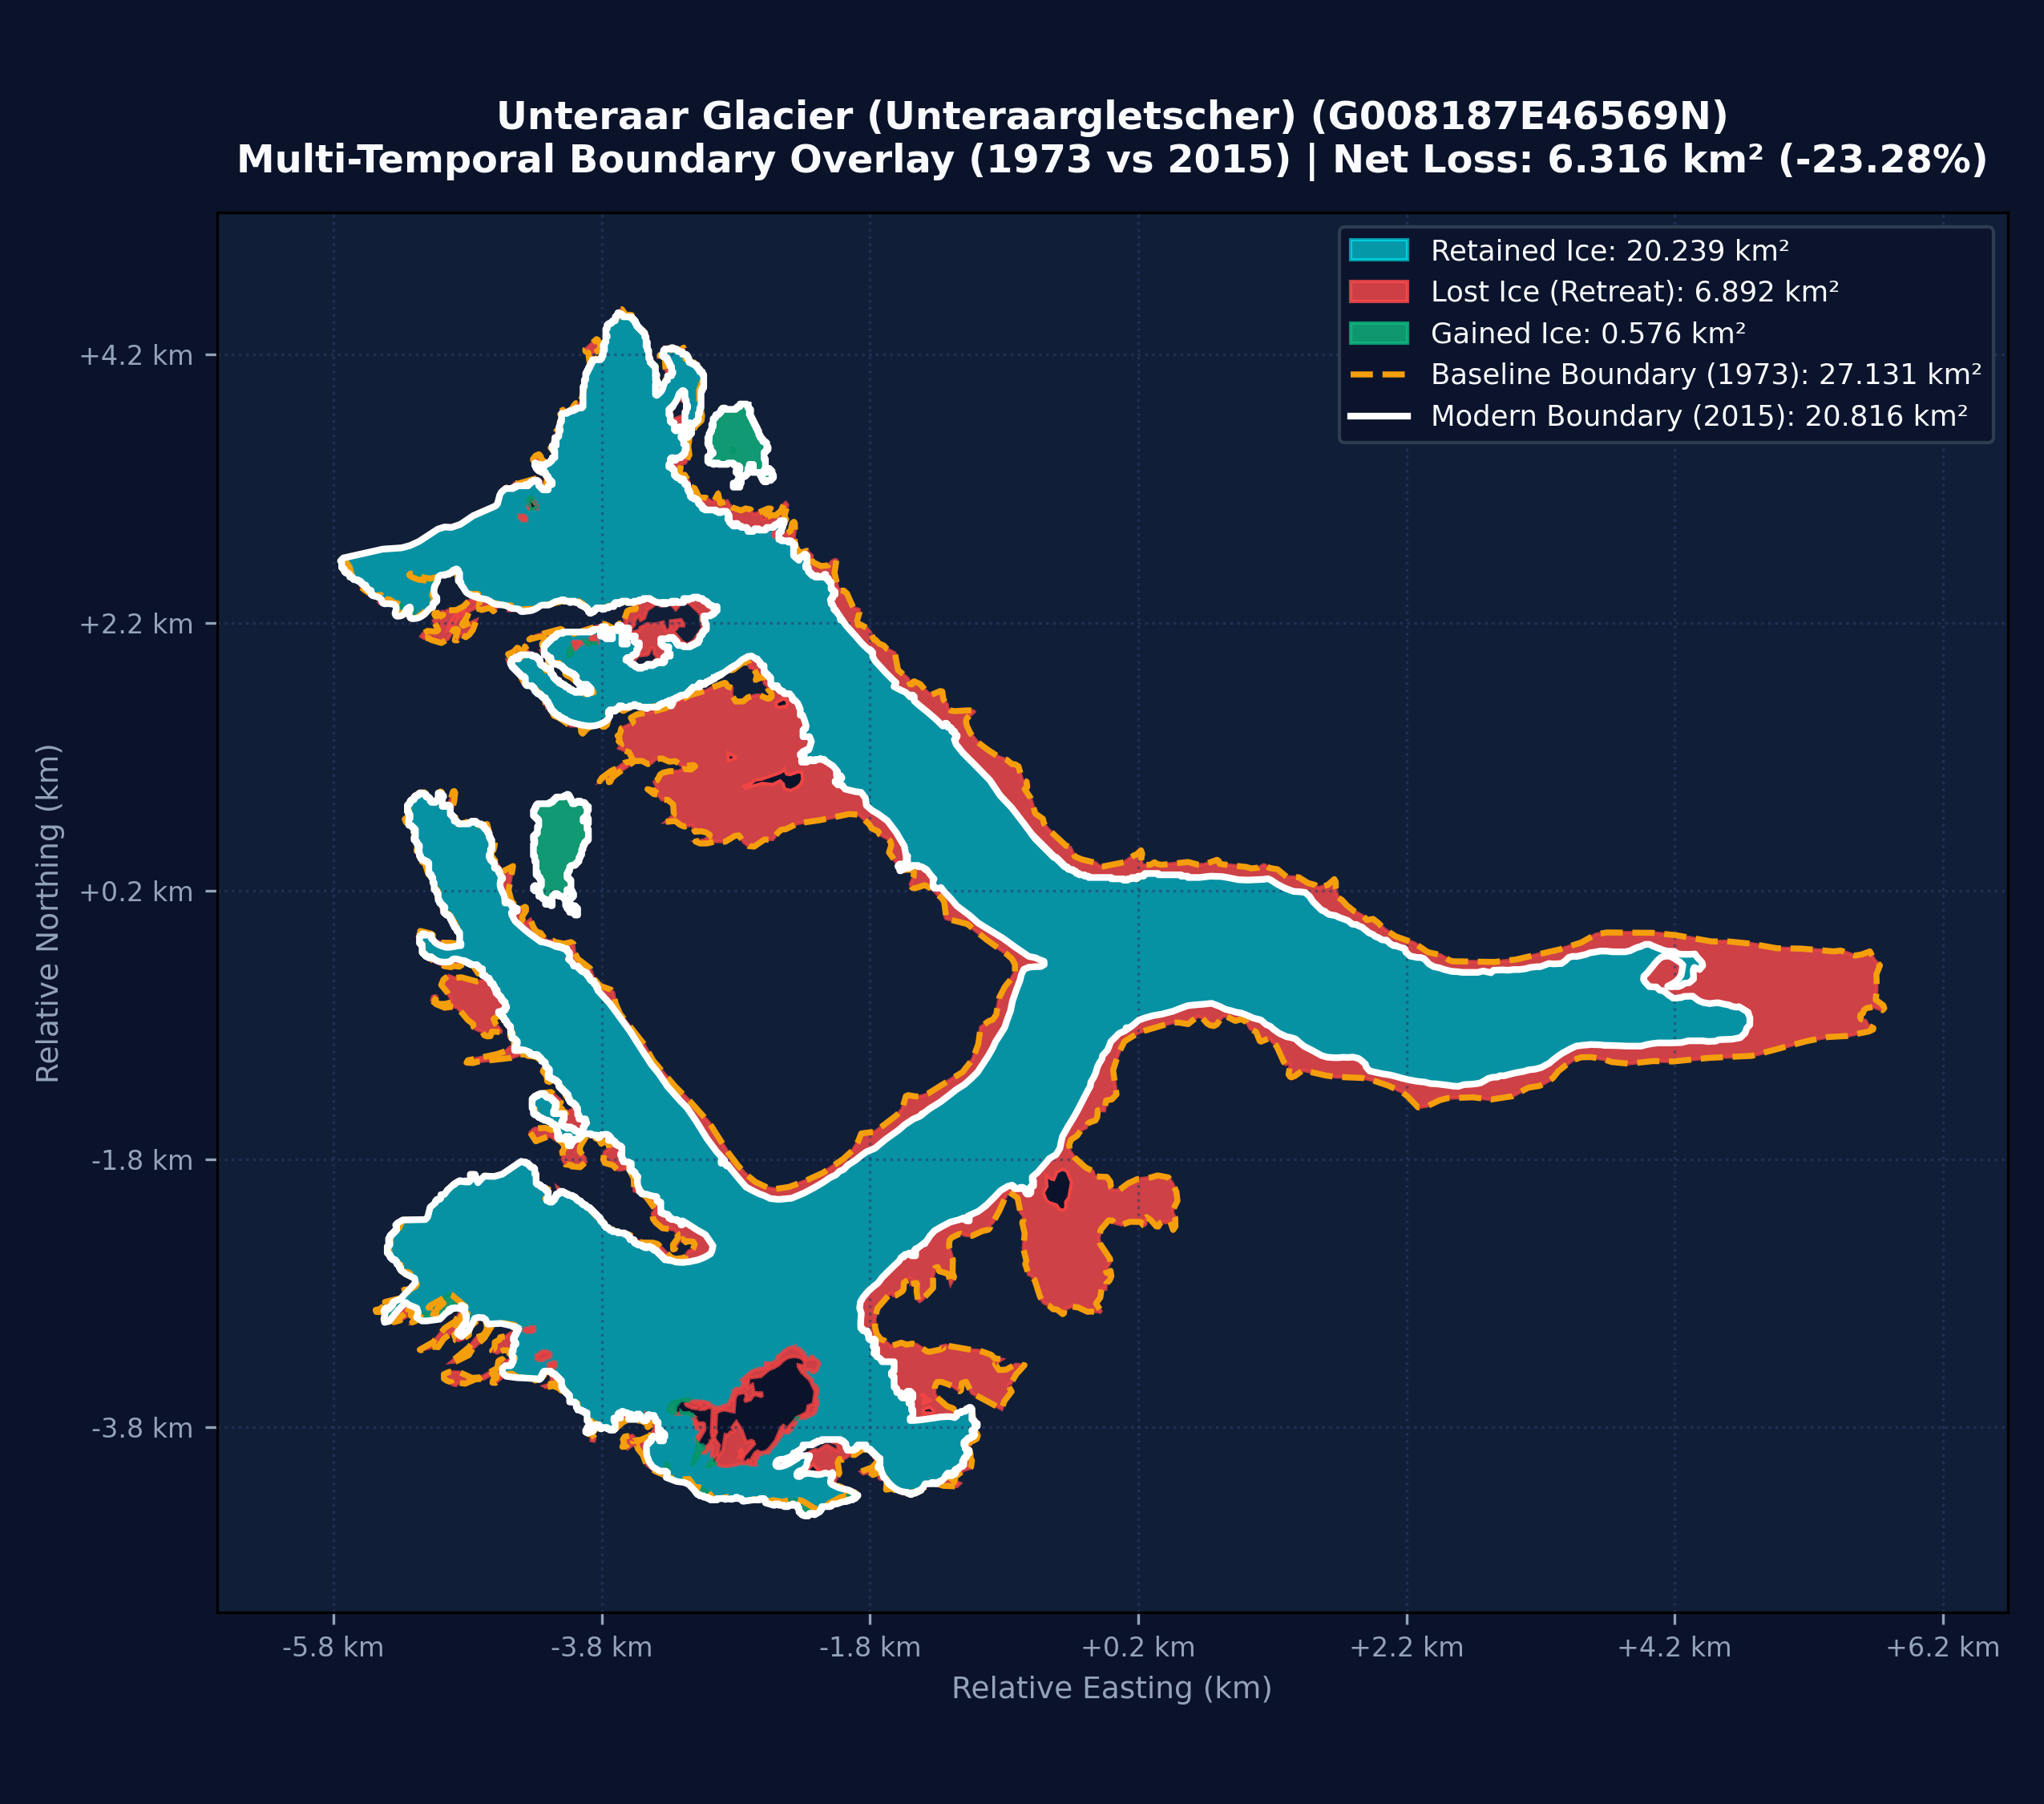 Unteraar Glacier (Unteraargletscher) (G008187E46569N)
Multi-Temporal Boundary Overlay (1973 vs 2015) | Net Loss: 6.316 km² (-23.28%)
Retained Ice: 20.239 km²
Lost Ice (Retreat): 6.892 km²
Gained Ice: 0.576 km²
Baseline Boundary (1973): 27.131 km²
Modern Boundary (2015): 20.816 km²
+4.2 km
+2.2 km
+0.2 km
-1.8 km
-3.8 km
Relative Northing (km)
-5.8 km
-3.8 km
-1.8 km
+0.2 km
+2.2 km
+4.2 km
+6.2 km
Relative Easting (km)